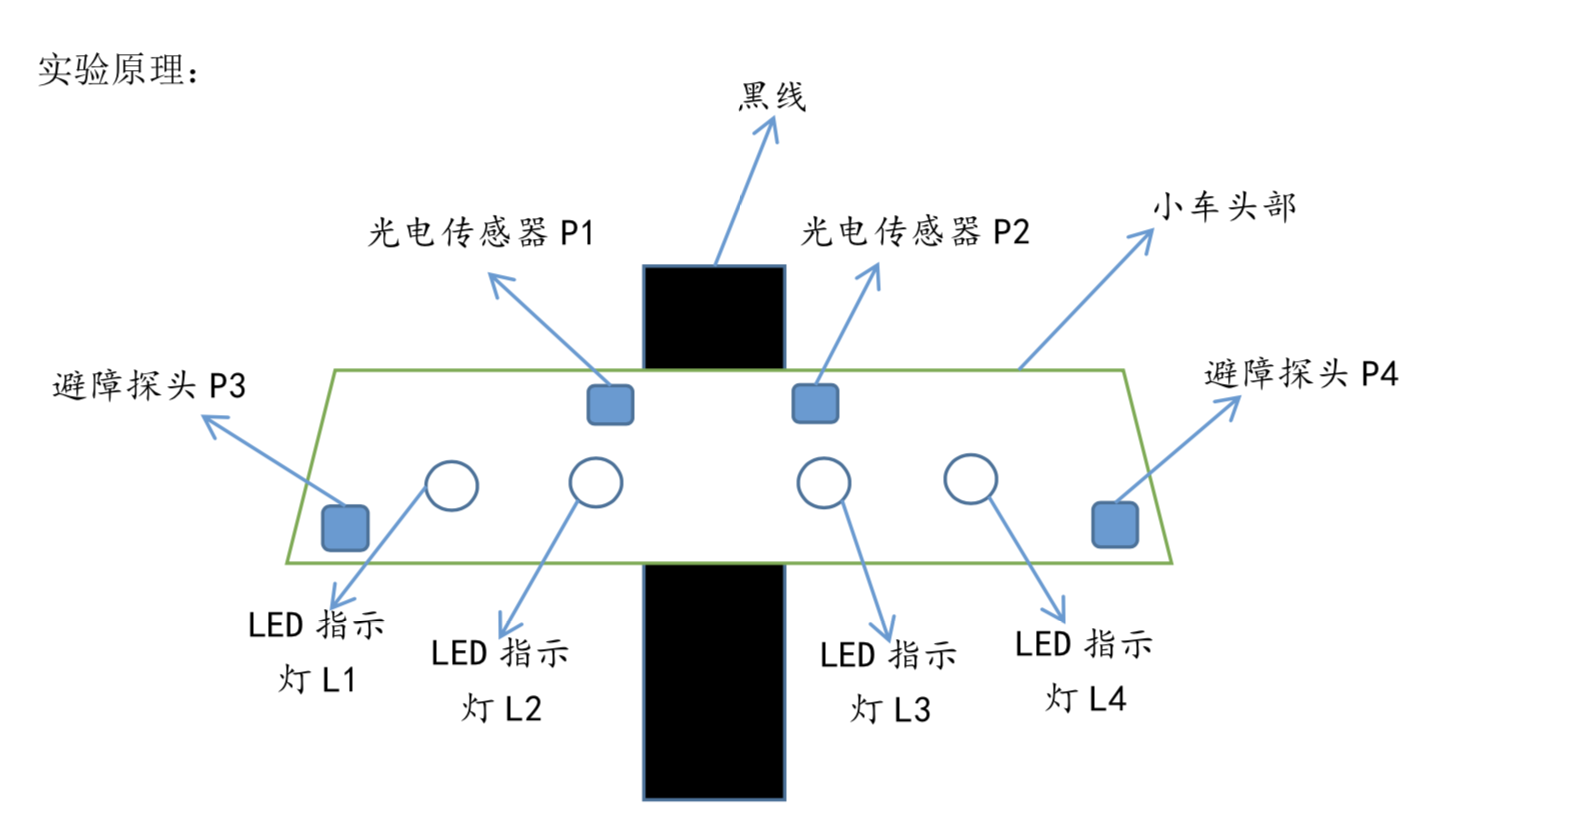 实验原理：
黑线
小车头部
光电传感器 P1
光电传感器 P2
避障探头 P3
避障探头 P4
LED 指示
灯 L1
LED 指示
灯 L2
LED 指示
灯 L3
LED 指示
灯 L4